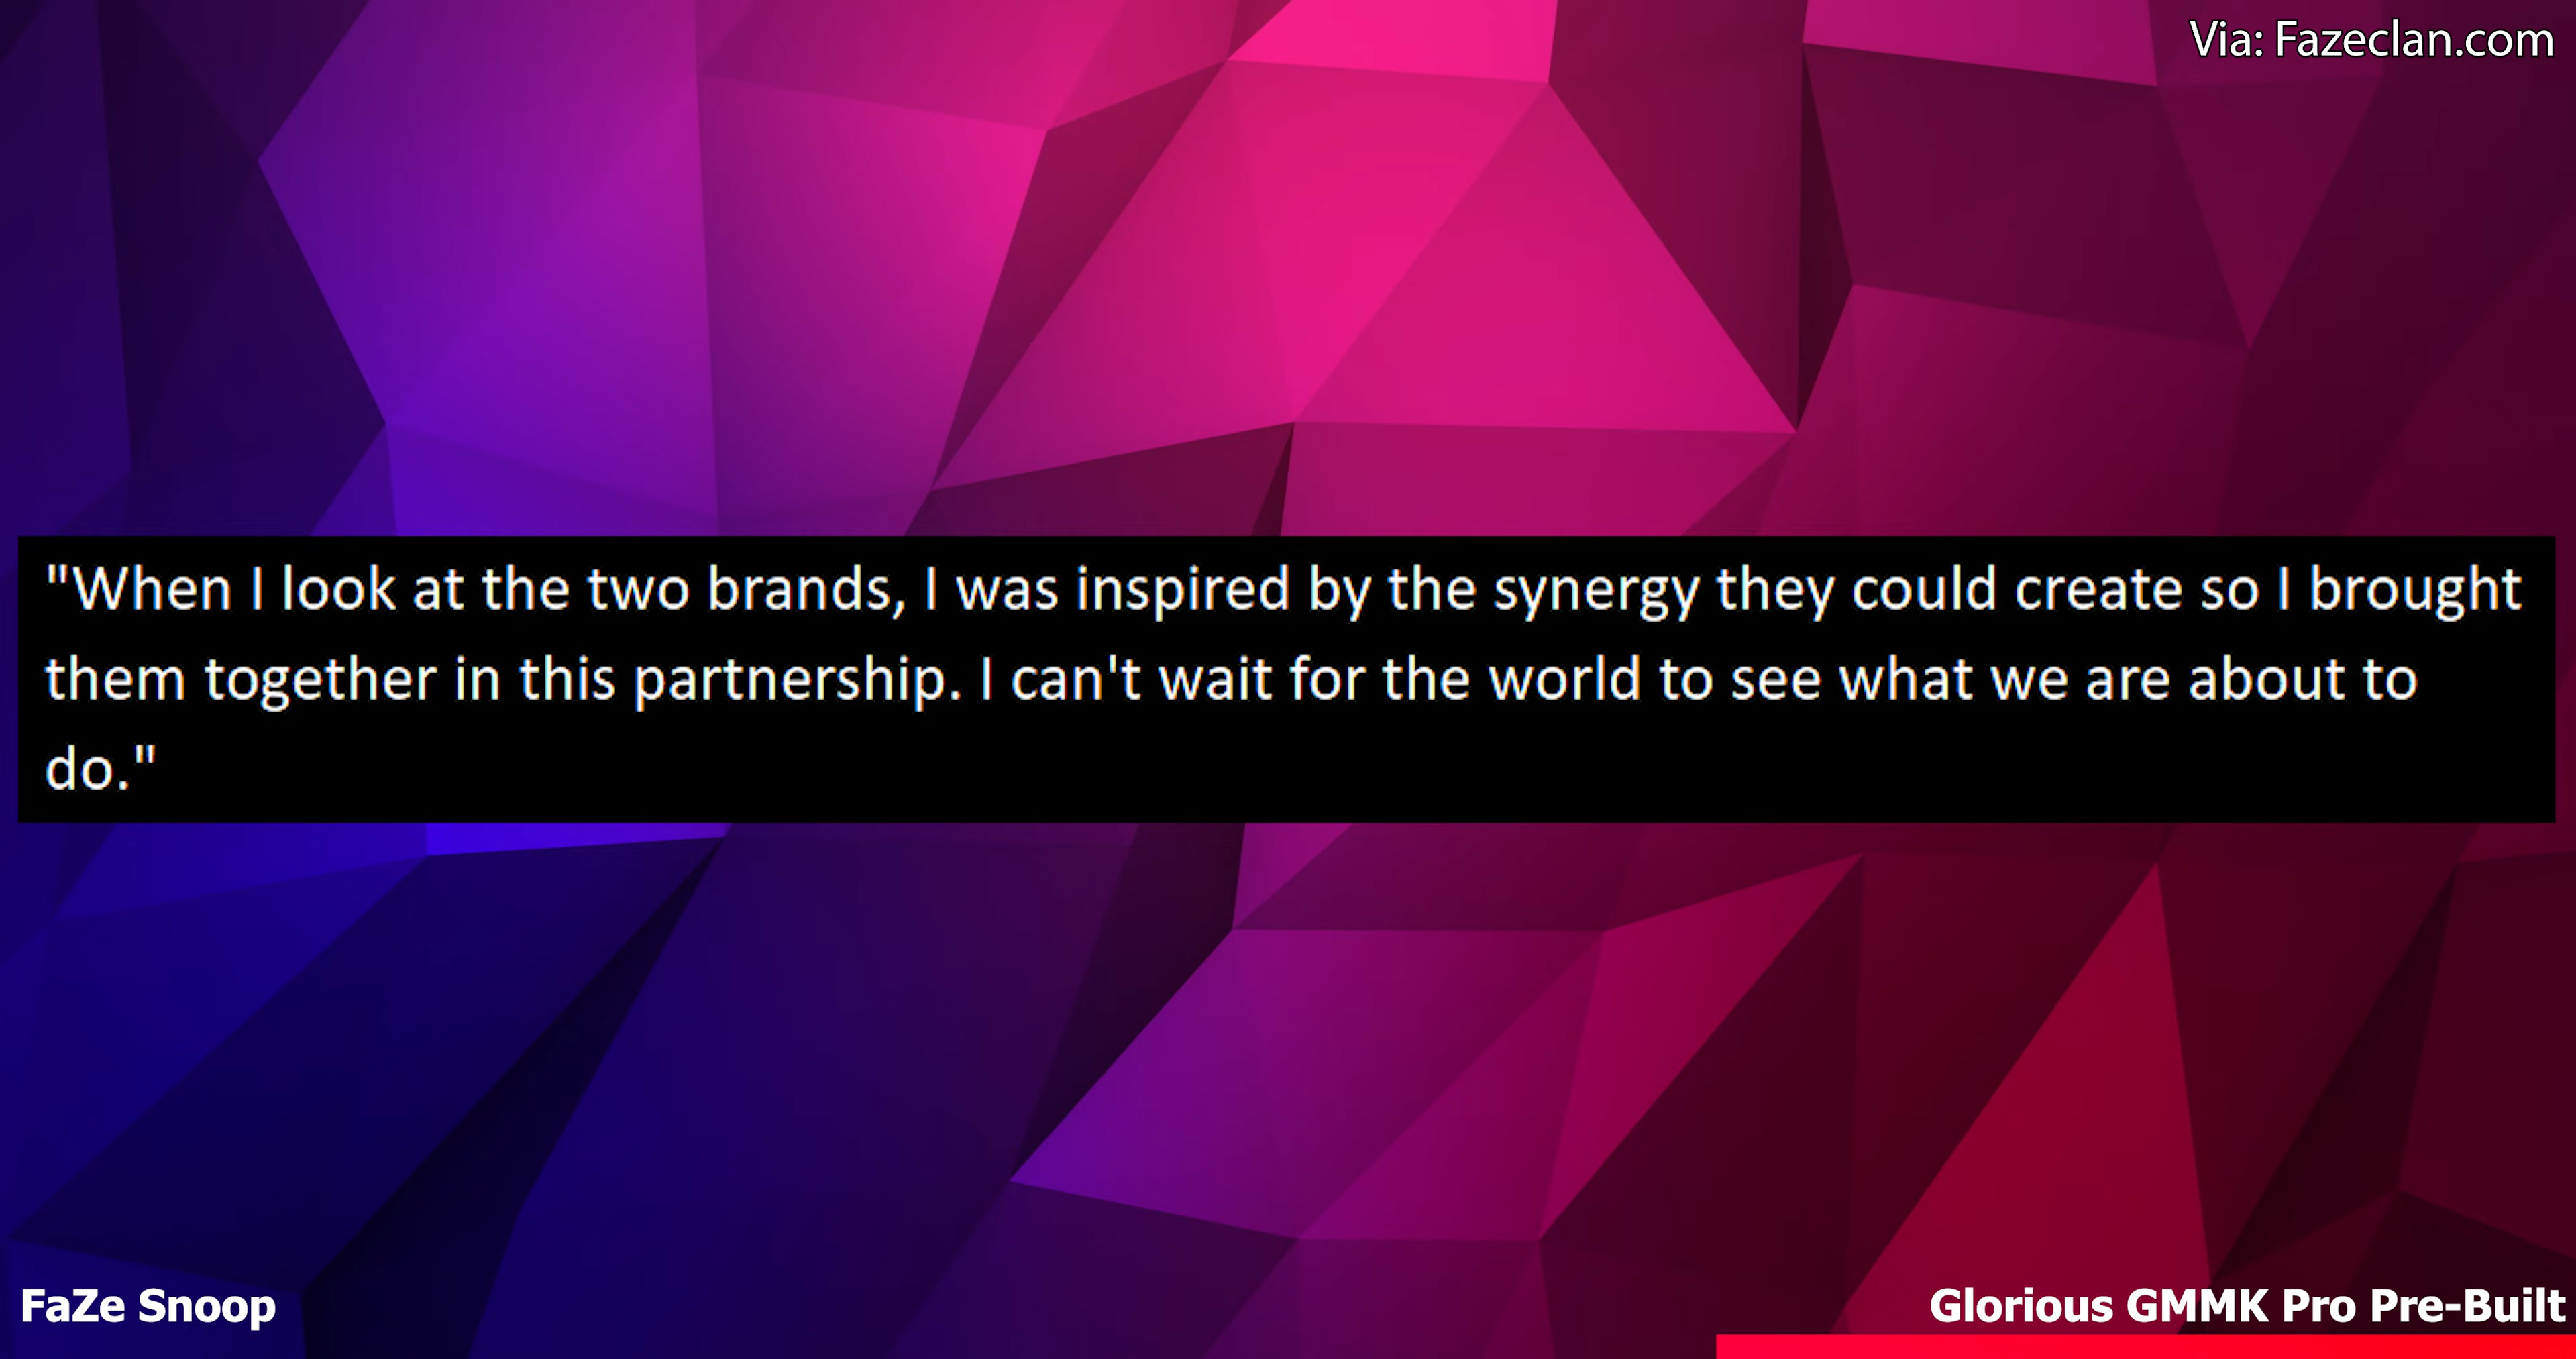 Via: Fazeclan.com
"When I look at the two brands, I was inspired by the synergy they could create so I brought
them together in this partnership. I can't wait for the world to see what we are about to
do."
FaZe Snoop
Glorious GMMK Pro Pre-Built